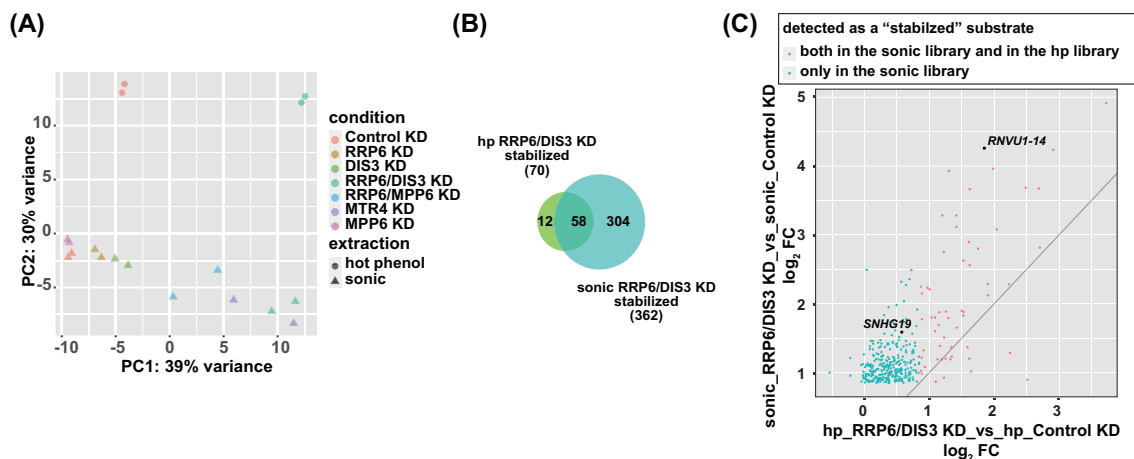 (A)
10
5
0
-5
-10
-5
0
5
10
PC2: 30% variance
PC1: 39% variance
condition
Control KD
RRP6 KD
DIS3 KD
RRP6/DIS3 KD
RRP6/MPP6 KD
MTR4 KD
MPP6 KD
extraction
hot phenol
sonic
(B)
hp RRP6/DIS3 KD
stabilized
(70)
12 58 304
sonic RRP6/DIS3 KD
stabilized
(362)
(C)
detected as a “stabilzed” substrate
both in the sonic library and in the hp library
only in the sonic library
sonic_RRP6/DIS3 KD_vs_sonic_Control KD
log2 FC
5
4
3
2
1
RNVU1-14
SNHG19
0 1 2 3
hp_RRP6/DIS3 KD_vs_hp_Control KD
log2 FC